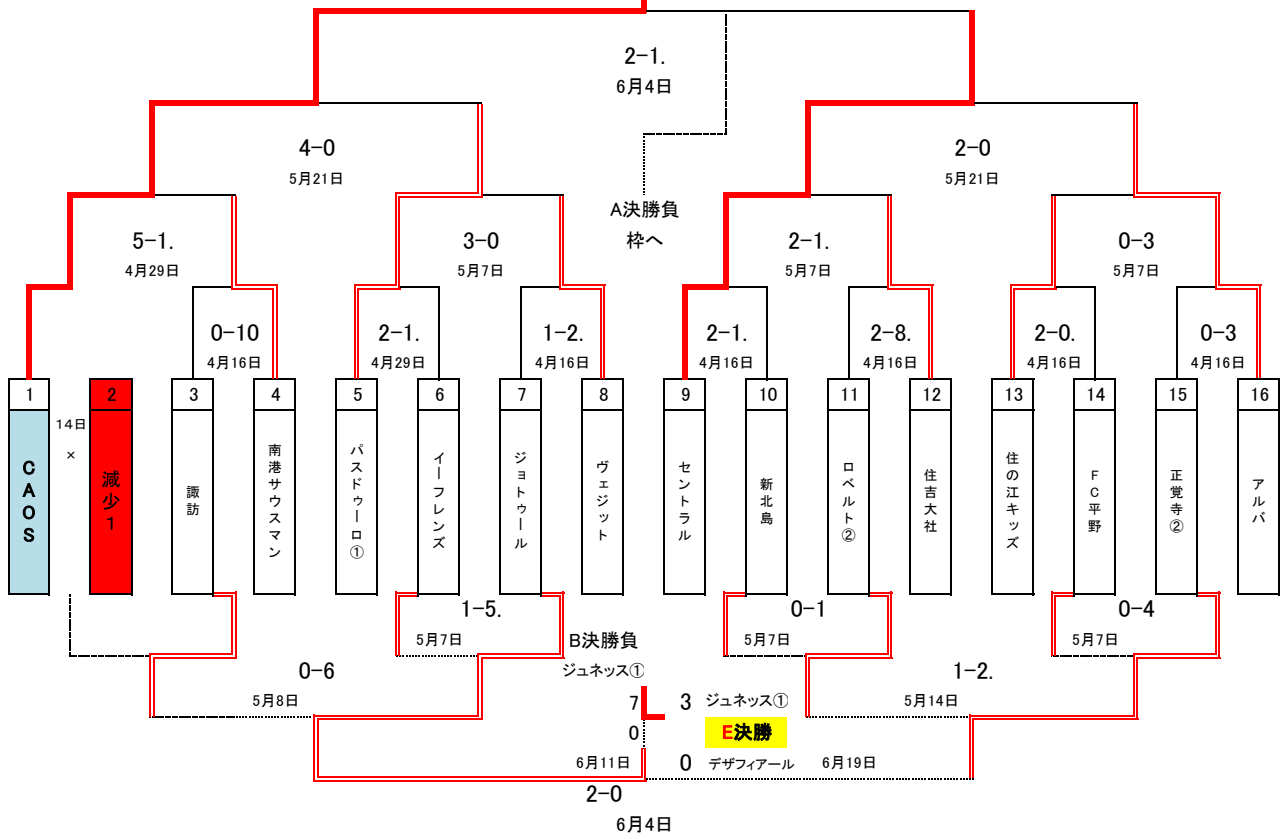 2-1.
6月4日
4-0
5月21日
2-0
5月21日
A決勝負
枠へ
5-1.
4月29日
3-0
5月7日
2-1.
5月7日
0-3
5月7日
0-10
4月16日
2-1.
4月29日
1-2.
4月16日
2-1.
4月16日
2-8.
4月16日
2-0.
4月16日
0-3
4月16日
1
2
3
4
5
6
7
8
9
10
11
12
13
14
15
16
CAOS
14日
×
減少1
諏訪
南港サウスマン
パスドゥーロ①
イーフレンズ
ジョトゥール
ヴェジット
セントラル
新北島
ロベルト②
住吉大社
住の江キッズ
FC平野
正覚寺②
アルバ
1-5.
5月7日
0-1
5月7日
0-4
5月7日
B決勝負
ジュネッス①
0-6
5月8日
1-2.
5月14日
7
3 ジュネッス①
0
E決勝
6月11日
0 デザフィアール
6月19日
2-0
6月4日